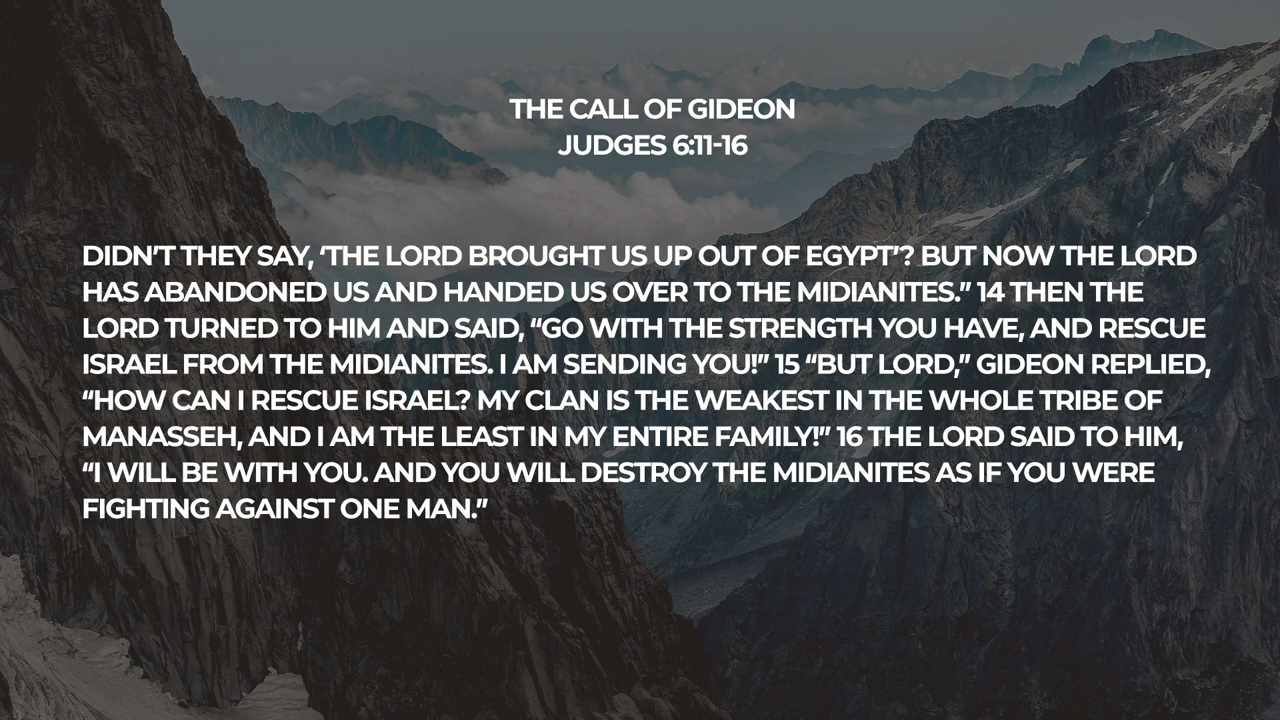 THE CALL OF GIDEON
JUDGES 6:11-16
DIDN’T THEY SAY, ‘THE LORD BROUGHT US UP OUT OF EGYPT’? BUT NOW THE LORD
HAS ABANDONED US AND HANDED US OVER TO THE MIDIANITES.” 14 THEN THE
LORD TURNED TO HIM AND SAID, “GO WITH THE STRENGTH YOU HAVE, AND RESCUE
ISRAEL FROM THE MIDIANITES. I AM SENDING YOU!” 15 “BUT LORD,” GIDEON REPLIED,
“HOW CAN I RESCUE ISRAEL? MY CLAN IS THE WEAKEST IN THE WHOLE TRIBE OF
MANASSEH, AND I AM THE LEAST IN MY ENTIRE FAMILY!” 16 THE LORD SAID TO HIM,
“I WILL BE WITH YOU. AND YOU WILL DESTROY THE MIDIANITES AS IF YOU WERE
FIGHTING AGAINST ONE MAN.”